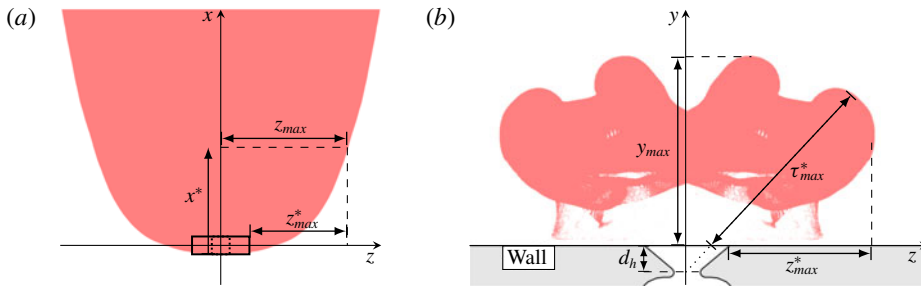 (a)
x
z_max
x*
z*_max
z
(b)
y
y_max
τ*_max
Wall
d_h
z*_max
z